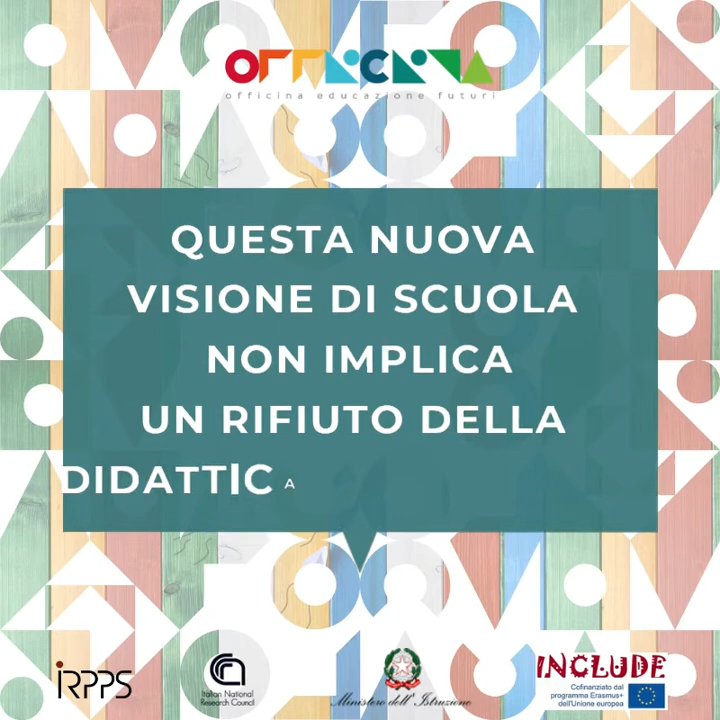 OFFICINA
officina educazione futuri
QUESTA NUOVA
VISIONE DI SCUOLA
NON IMPLICA
UN RIFIUTO DELLA
DIDATTIC A
IRPPS
Italian National
Research Council
Ministero dell'Istruzione
INCLUDE
Cofinanziato dal
programma Erasmus+
dell'Unione europea